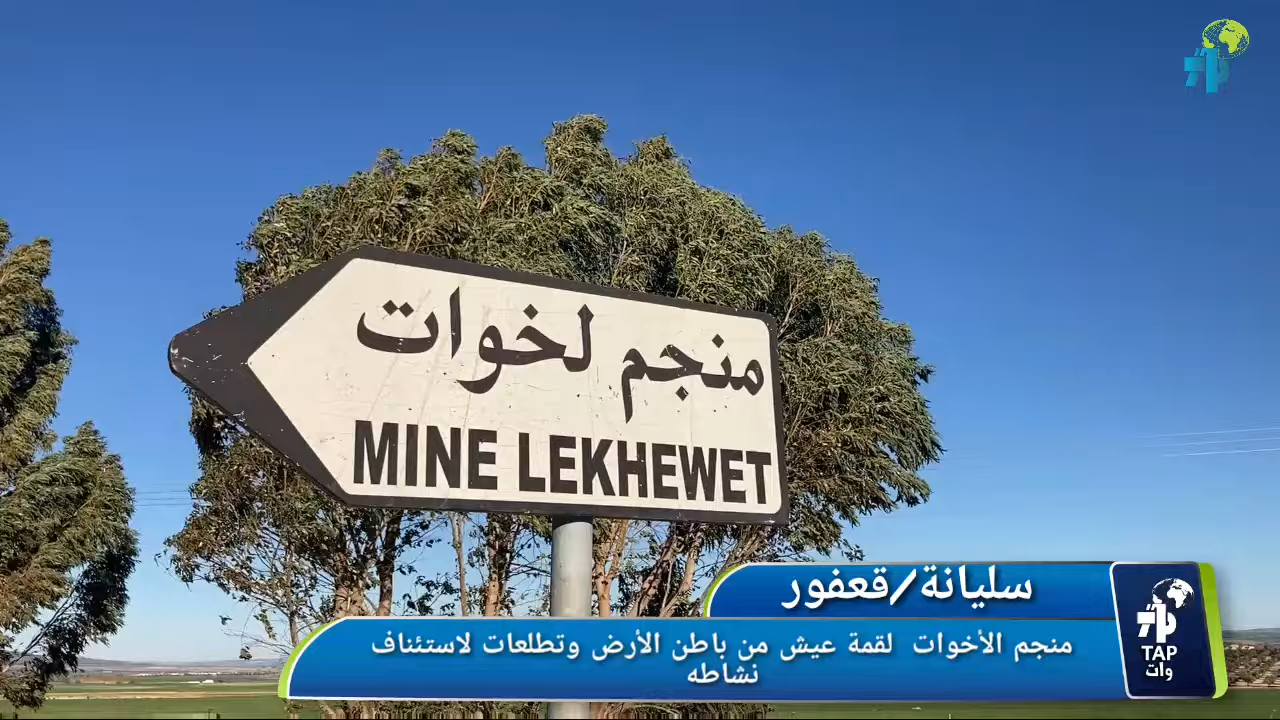 منجم لخوات
MINE LEKHEWET
سليانة/قعفور
منجم الأخوات لقمة عيش من باطن الأرض وتطلعات لاستئناف
نشاطه
TAP
وات